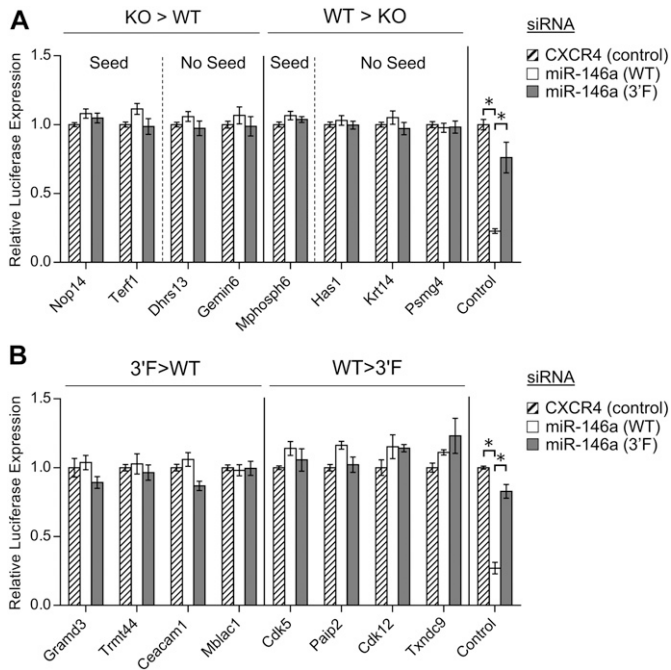 A
KO > WT
WT > KO
siRNA
Seed
No Seed
Seed
No Seed
CXCR4 (control)
miR-146a (WT)
miR-146a (3'F)
Relative Luciferase Expression
1.5
1.0
0.5
0.0
* *
Nop14
Terf1
Dhrs13
Gemin6
Mphosph6
Has1
Krt14
Psmg4
Control
B
3'F>WT
WT>3'F
siRNA
CXCR4 (control)
miR-146a (WT)
miR-146a (3'F)
Relative Luciferase Expression
1.5
1.0
0.5
0.0
* *
Gramd3
Trmt44
Ceacam1
Mblac1
Cdk5
Paip2
Cdk12
Txndc9
Control